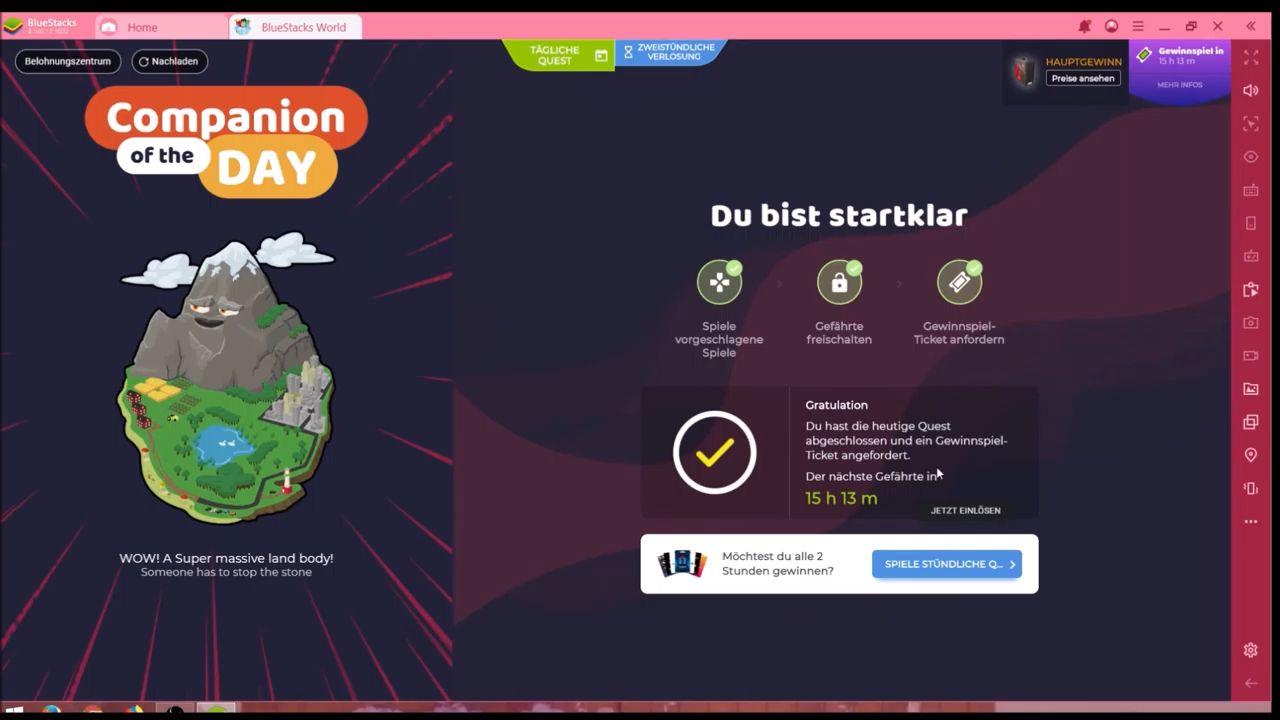 BlueStacks
Home
BlueStacks World
Belohnungszentrum
Nachladen
TÄGLICHE
QUEST
ZWEISTÜNDLICHE
VERLOSUNG
HAUPTGEWINN
Preise ansehen
Gewinnspiel in
15 h 13 m
MEHR INFOS
Companion
of the
DAY
WOW! A Super massive land body!
Someone has to stop the stone
Du bist startklar
Spiele
vorgeschlagene
Spiele
Gefährte
freischalten
Gewinnspiel-
Ticket anfordern
Gratulation
Du hast die heutige Quest
abgeschlossen und ein Gewinnspiel-
Ticket angefordert.
Der nächste Gefährte in
15 h 13 m
JETZT EINLÖSEN
Möchtest du alle 2
Stunden gewinnen?
SPIELE STÜNDLICHE Q...